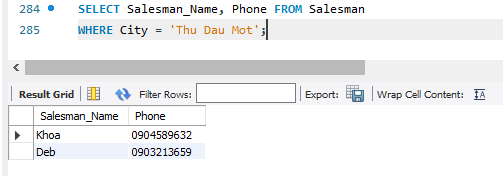 284 SELECT Salesman_Name, Phone FROM Salesman
285 WHERE City = 'Thu Dau Mot';
Result Grid Filter Rows: Export: Wrap Cell Content:
Salesman_Name Phone
Khoa 0904589632
Deb 0903213659